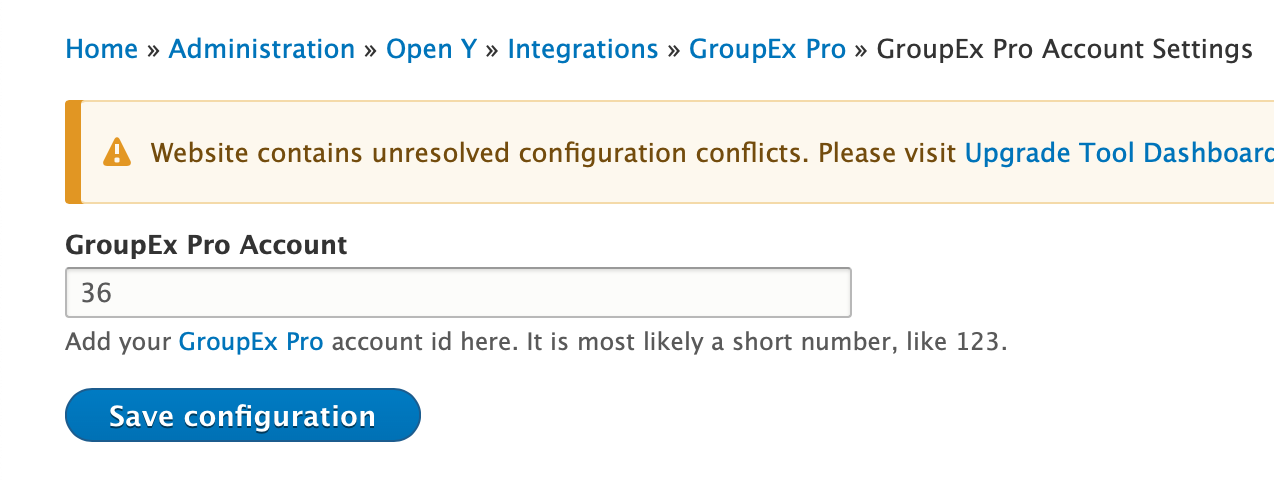 Home » Administration » Open Y » Integrations » GroupEx Pro » GroupEx Pro Account Settings
Website contains unresolved configuration conflicts. Please visit Upgrade Tool Dashboard
GroupEx Pro Account
36
Add your GroupEx Pro account id here. It is most likely a short number, like 123.
Save configuration